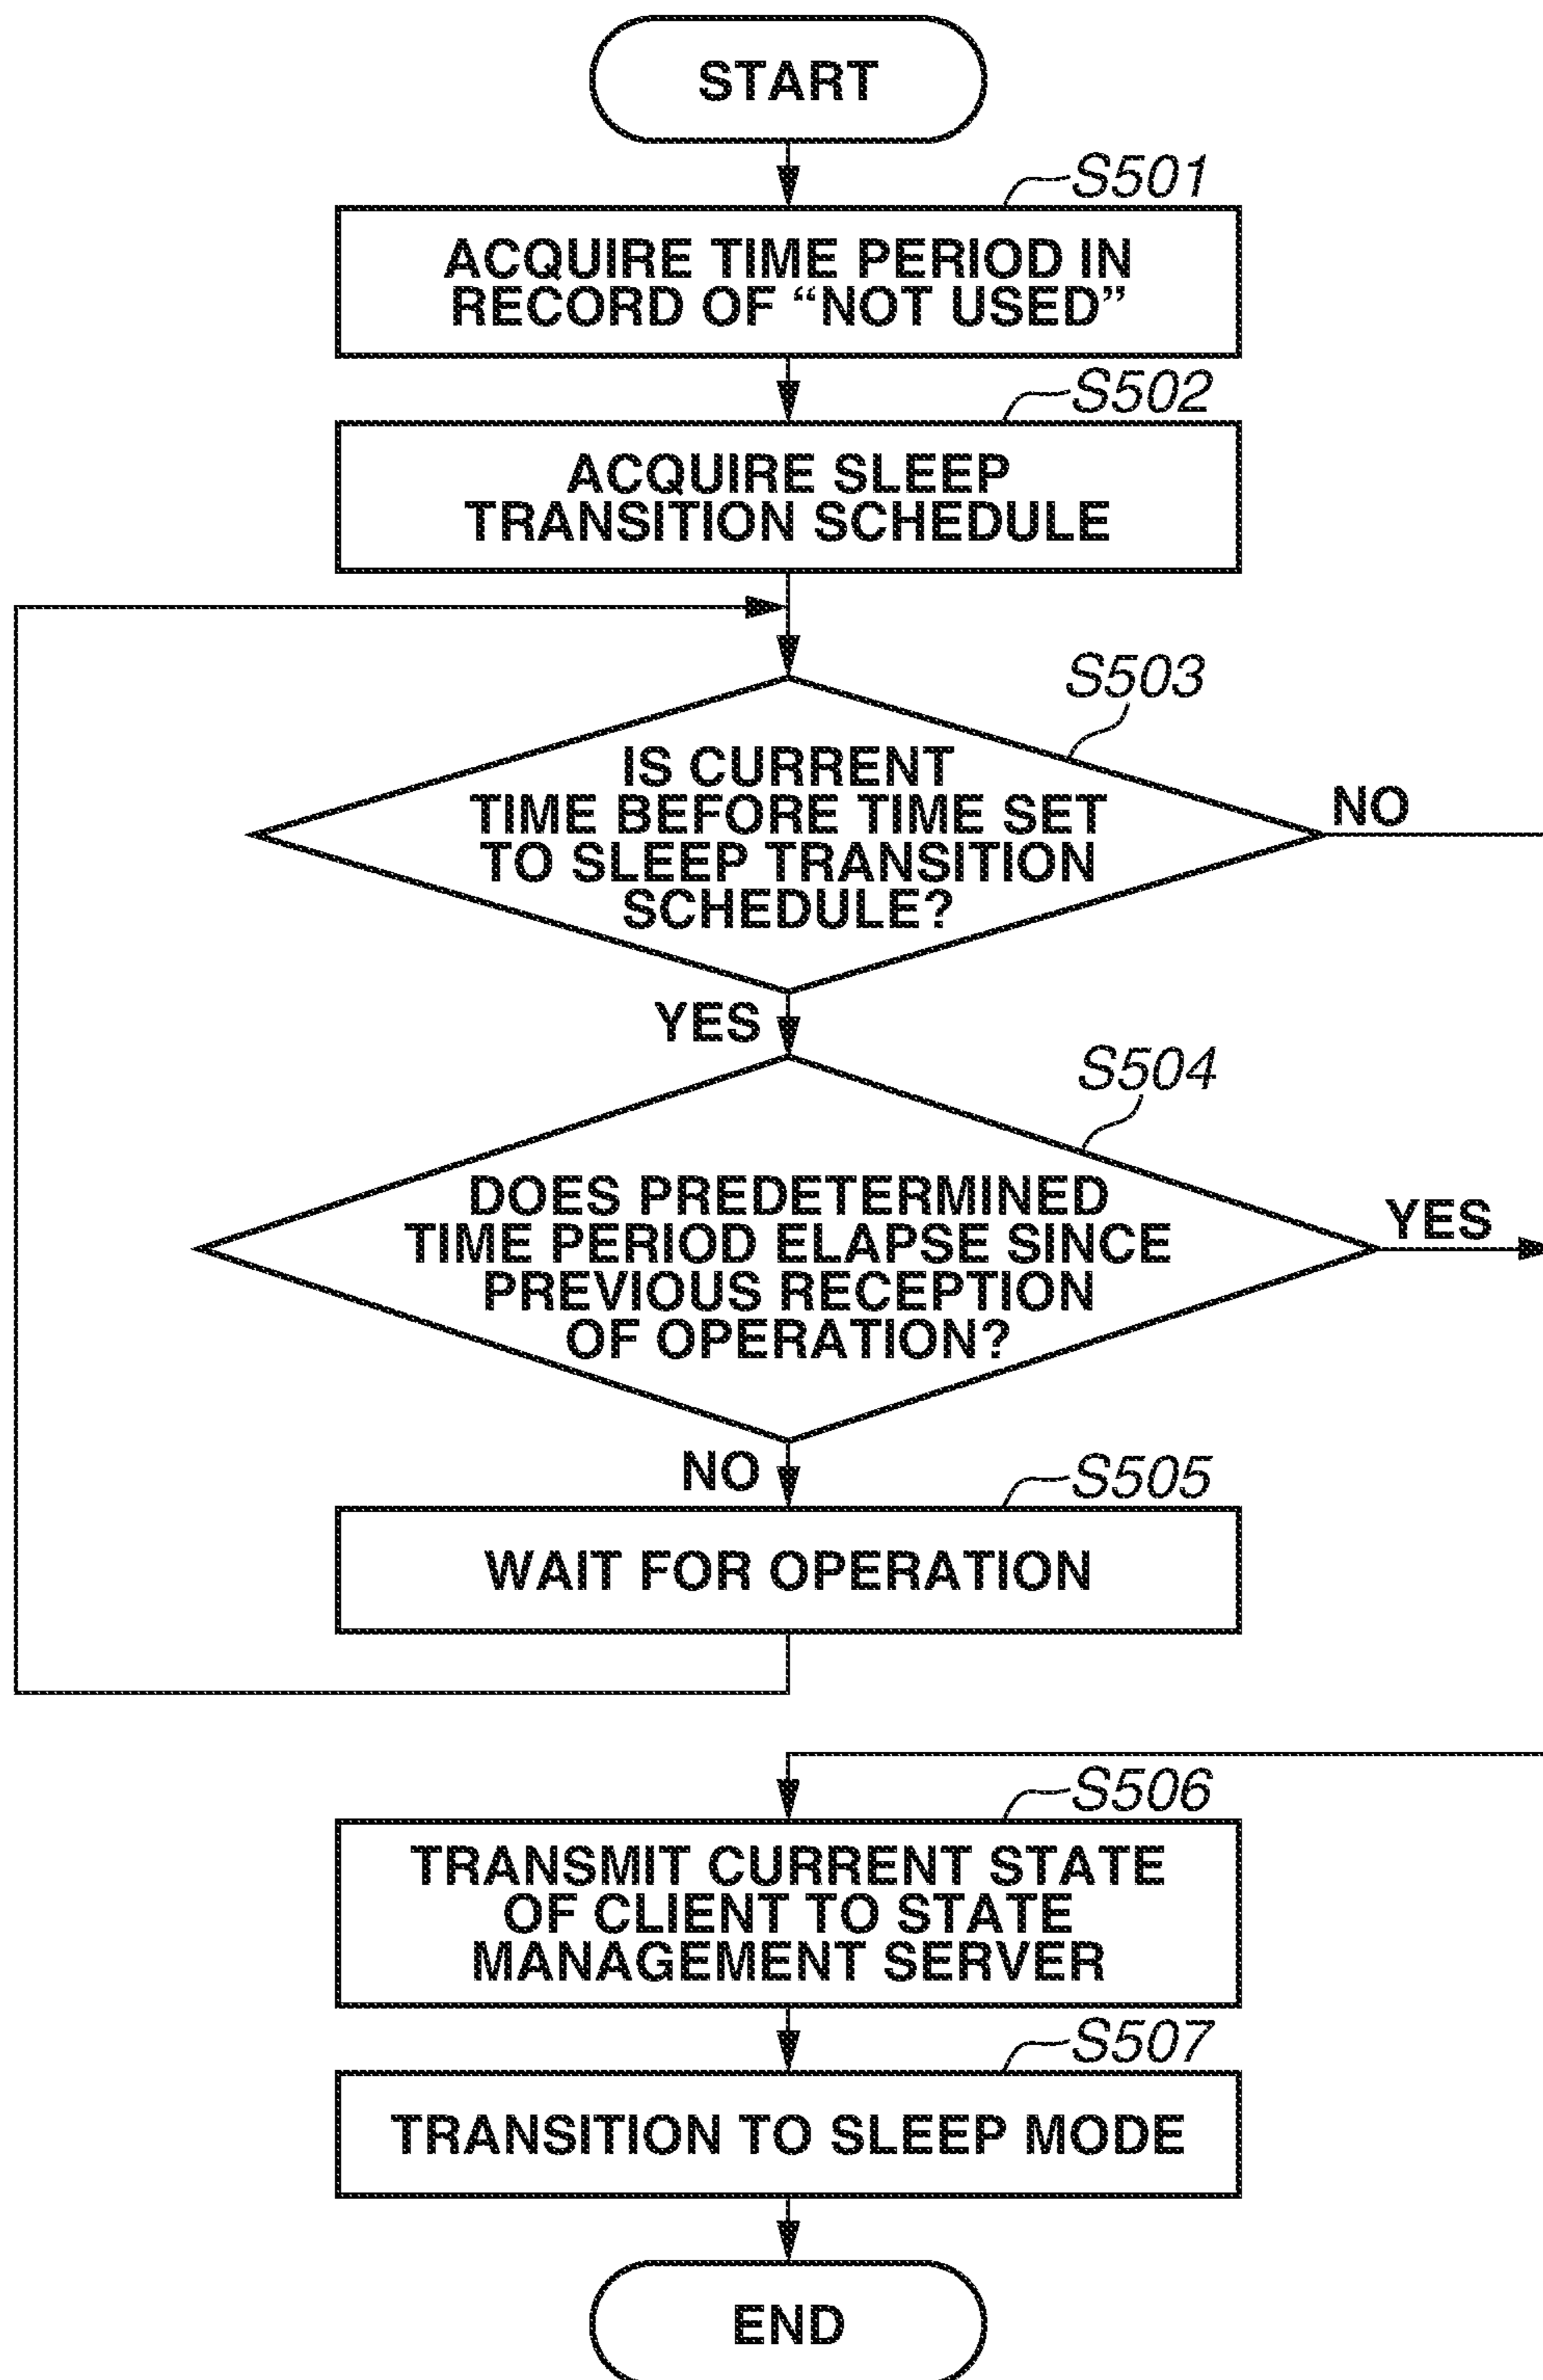 START
S501
ACQUIRE TIME PERIOD IN
RECORD OF “NOT USED”
S502
ACQUIRE SLEEP
TRANSITION SCHEDULE
S503
IS CURRENT
TIME BEFORE TIME SET
TO SLEEP TRANSITION
SCHEDULE?
NO
YES
S504
DOES PREDETERMINED
TIME PERIOD ELAPSE SINCE
PREVIOUS RECEPTION
OF OPERATION?
YES
NO
S505
WAIT FOR OPERATION
S506
TRANSMIT CURRENT STATE
OF CLIENT TO STATE
MANAGEMENT SERVER
S507
TRANSITION TO SLEEP MODE
END